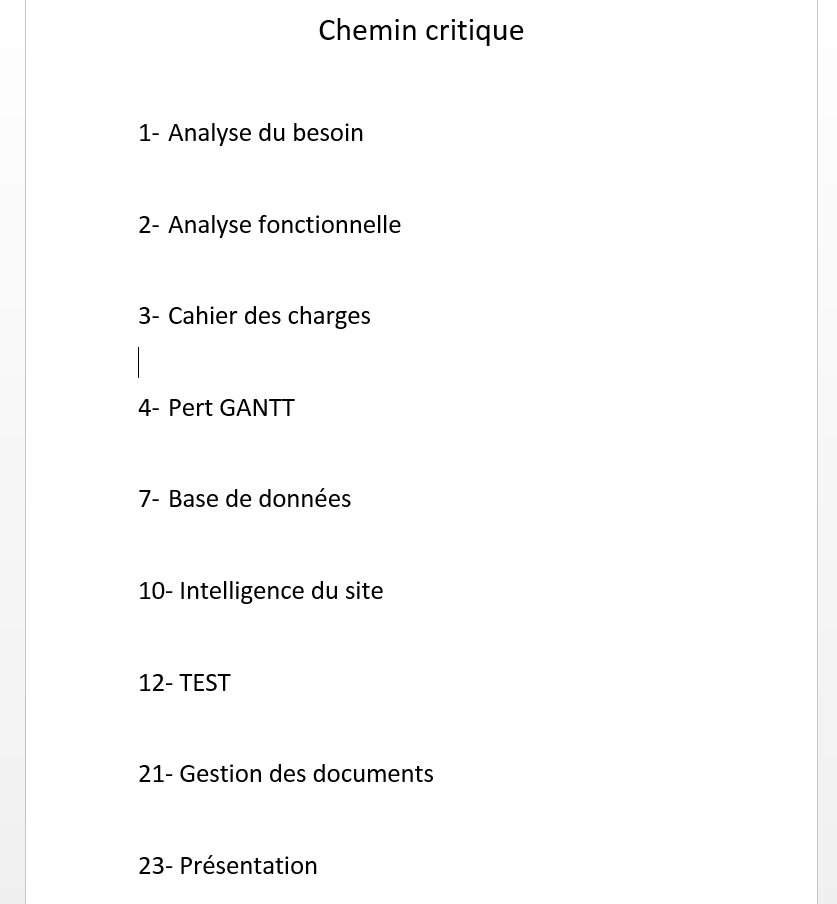 Chemin critique
1- Analyse du besoin
2- Analyse fonctionnelle
3- Cahier des charges
4- Pert GANTT
7- Base de données
10- Intelligence du site
12- TEST
21- Gestion des documents
23- Présentation